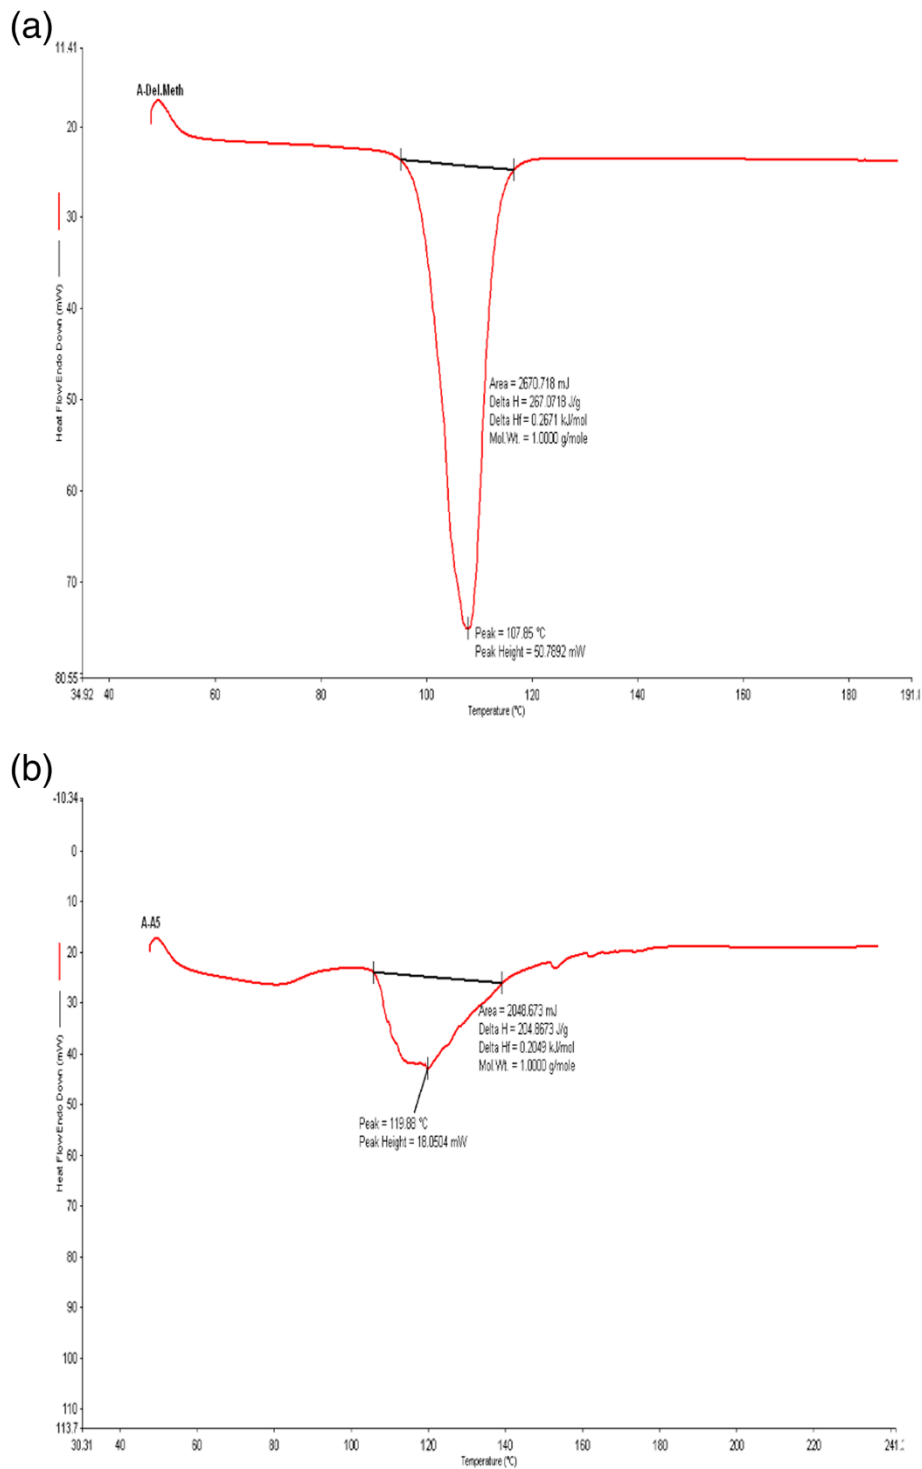 (a)
11.41
A-Del.Meth
20
30
40
50
60
70
80.55
Heat Flow Endo Down (mW)
Area = 2670.718 mJ
Delta H = 267.0718 J/g
Delta Hf = 0.2671 kJ/mol
Mol.Wt. = 1.0000 g/mole
Peak = 107.85 °C
Peak Height = 50.7892 mW
34.92 40 60 80 100 120 140 160 180
Temperature (°C)
(b)
-10.34
0
10
A-A5
20
30
40
50
60
70
80
90
100
110
113.7
Heat Flow Endo Down (mW)
Area = 2048.673 mJ
Delta H = 204.8673 J/g
Delta Hf = 0.2049 kJ/mol
Mol.Wt. = 1.0000 g/mole
Peak = 119.88 °C
Peak Height = 18.0504 mW
30.31 40 60 80 100 120 140 160 180 200 220
Temperature (°C)